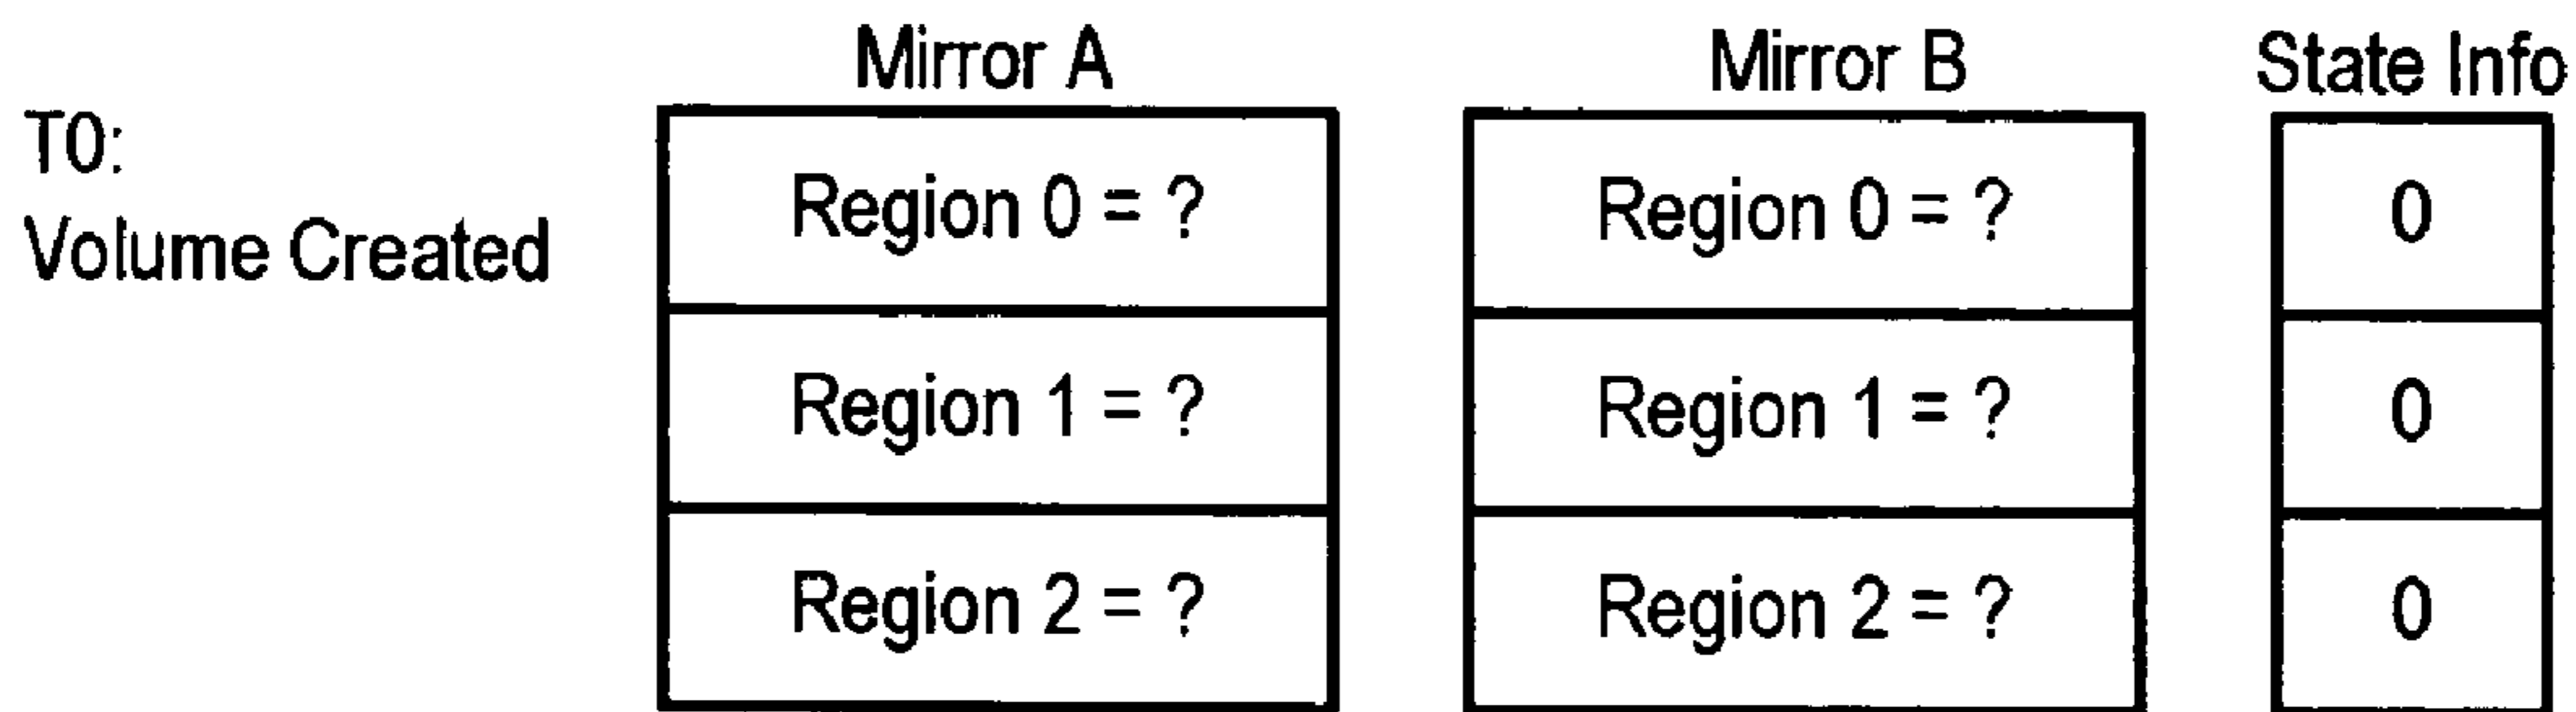 Mirror A Mirror B State Info
T0:
Volume Created
Region 0 = ? Region 0 = ? 0
Region 1 = ? Region 1 = ? 0
Region 2 = ? Region 2 = ? 0